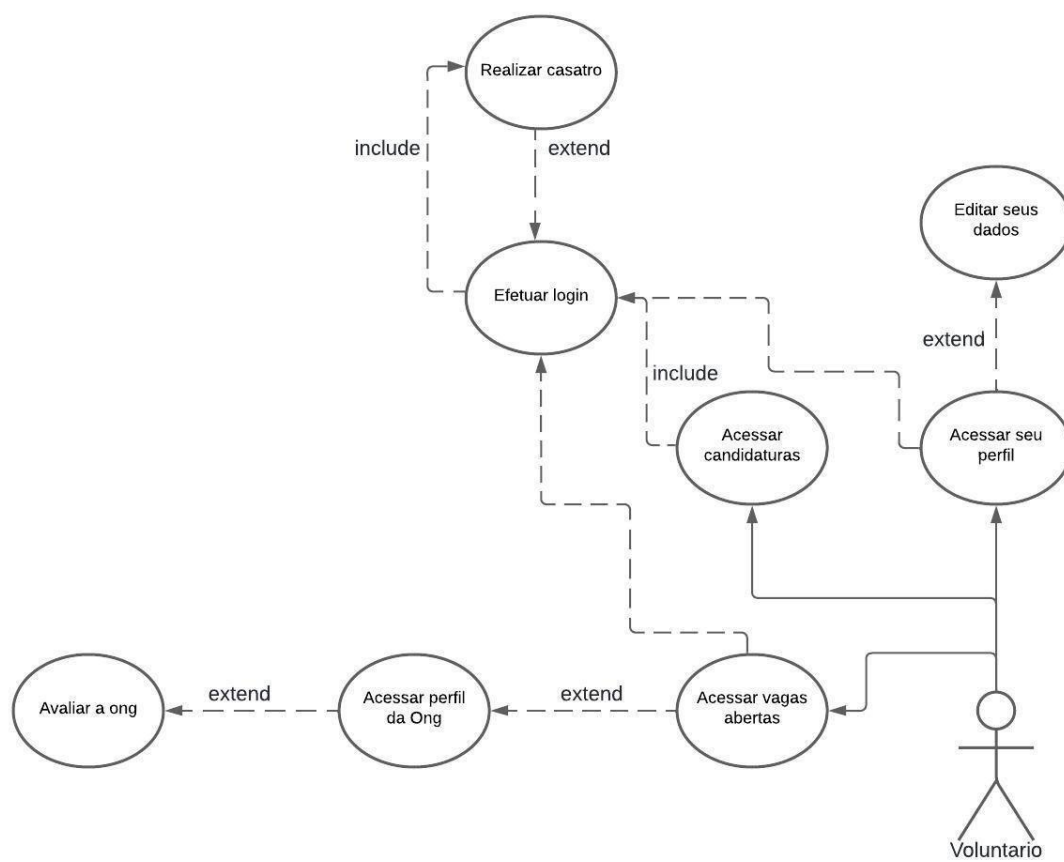 Realizar casatro
include
extend
Editar seus
dados
Efetuar login
extend
include
Acessar
candidaturas
Acessar seu
perfil
Avaliar a ong
extend
Acessar perfil
da Ong
extend
Acessar vagas
abertas
Voluntario